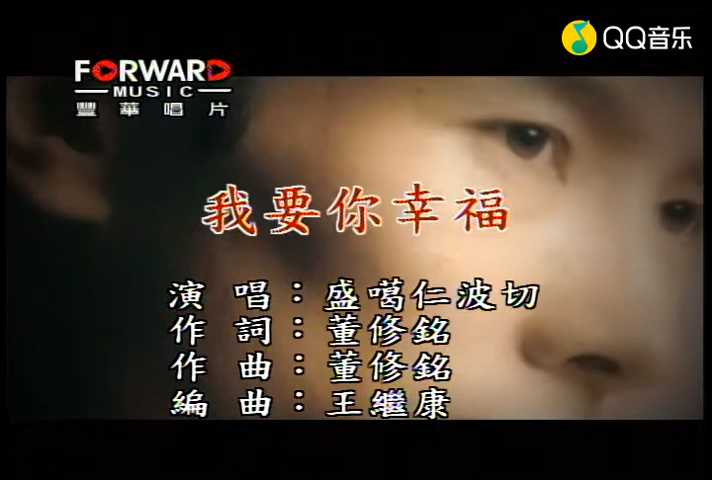 QQ音乐
FORWARD
MUSIC
豐華唱片
我要你幸福
演唱：盛噶仁波切
作詞：董修銘
作曲：董修銘
編曲：王繼康